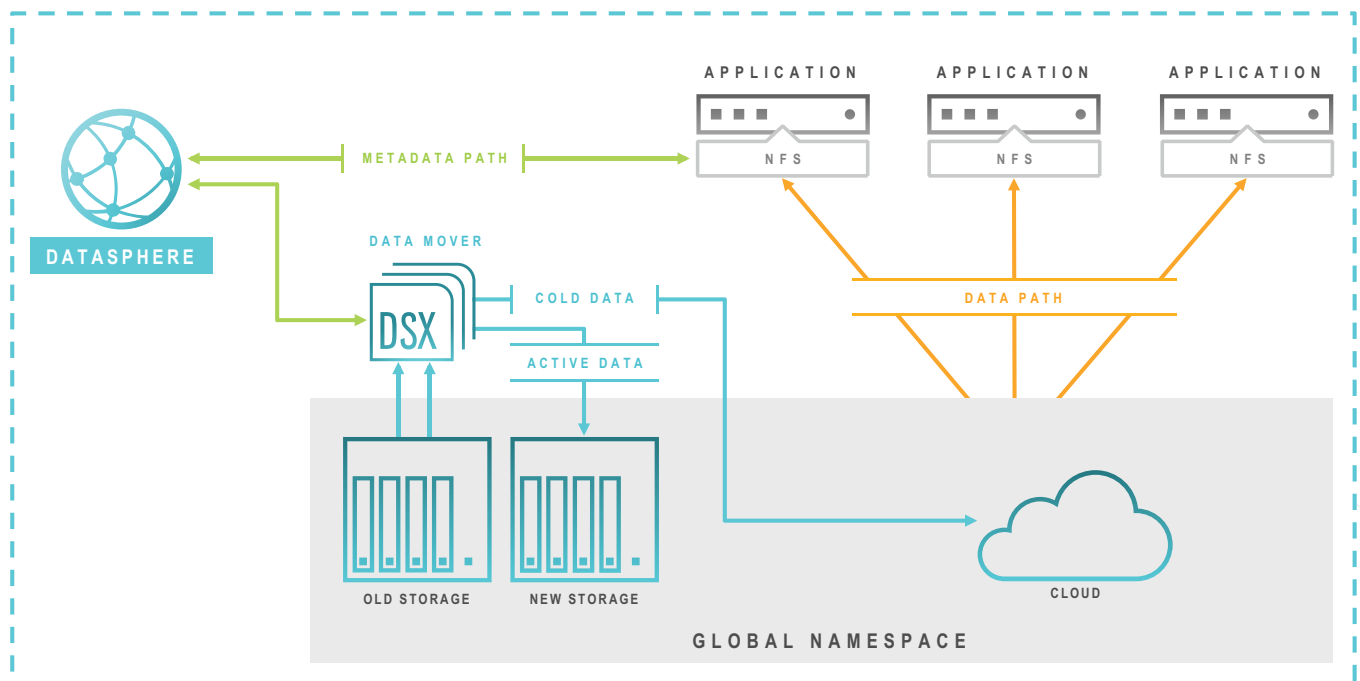 APPLICATION
APPLICATION
APPLICATION
METADATA PATH
NFS
NFS
NFS
DATASPHERE
DATA MOVER
DSX
COLD DATA
DATA PATH
ACTIVE DATA
OLD STORAGE
NEW STORAGE
CLOUD
GLOBAL NAMESPACE